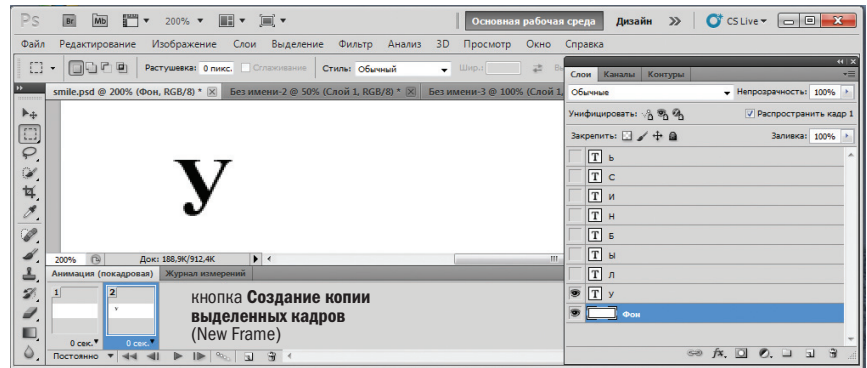 Ps Br Mb 200% Основная рабочая среда Дизайн >> CS Live
Файл Редактирование Изображение Слои Выделение Фильтр Анализ 3D Просмотр Окно Справка
Растушевка: 0 пикс. Сглаживание Стиль: Обычный Шир.:
smile.psd @ 200% (Фон, RGB/8) * Без имени-2 @ 50% (Слой 1, RGB/8) * Без имени-3 @ 100% (Слой 1,
У
200% Док: 188,9K/912,4K
Анимация (покадровая) Журнал измерений
1 2
У
0 сек. 0 сек.
Постоянно
кнопка Создание копии
выделенных кадров
(New Frame)
Слои Каналы Контуры
Обычные Непрозрачность: 100%
Унифицировать: Распространить кадр 1
Закрепить: Заливка: 100%
T Ь
T С
T И
T Н
T Б
T Ы
T Л
T У
Фон
fx